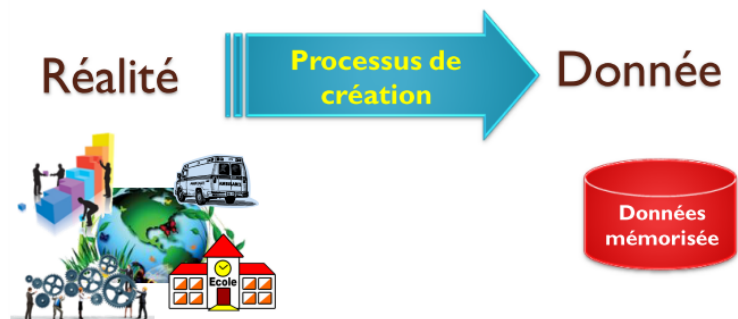 Réalité
Processus de
création
Donnée
Ecole
Données
mémorisée